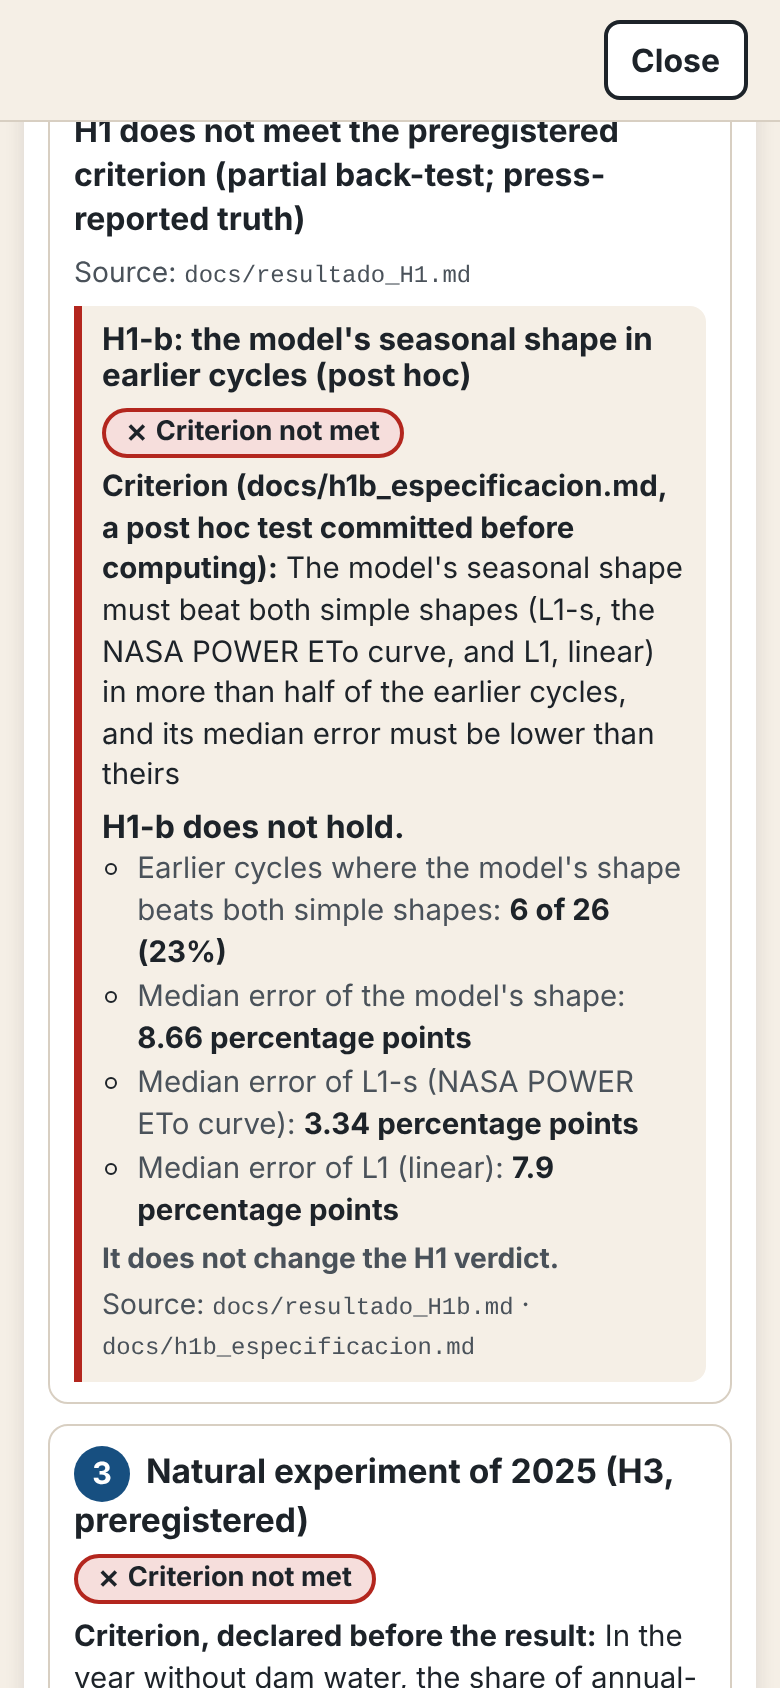 Close
H1 does not meet the preregistered
criterion (partial back-test; press-
reported truth)
Source: docs/resultado_H1.md
H1-b: the model's seasonal shape in
earlier cycles (post hoc)
× Criterion not met
Criterion (docs/h1b_especificacion.md,
a post hoc test committed before
computing): The model's seasonal shape
must beat both simple shapes (L1-s, the
NASA POWER ETo curve, and L1, linear)
in more than half of the earlier cycles,
and its median error must be lower than
theirs
H1-b does not hold.
Earlier cycles where the model's shape
beats both simple shapes: 6 of 26
(23%)
Median error of the model's shape:
8.66 percentage points
Median error of L1-s (NASA POWER
ETo curve): 3.34 percentage points
Median error of L1 (linear): 7.9
percentage points
It does not change the H1 verdict.
Source: docs/resultado_H1b.md ·
docs/h1b_especificacion.md
3 Natural experiment of 2025 (H3,
preregistered)
× Criterion not met
Criterion, declared before the result: In the
year without dam water, the share of annual-